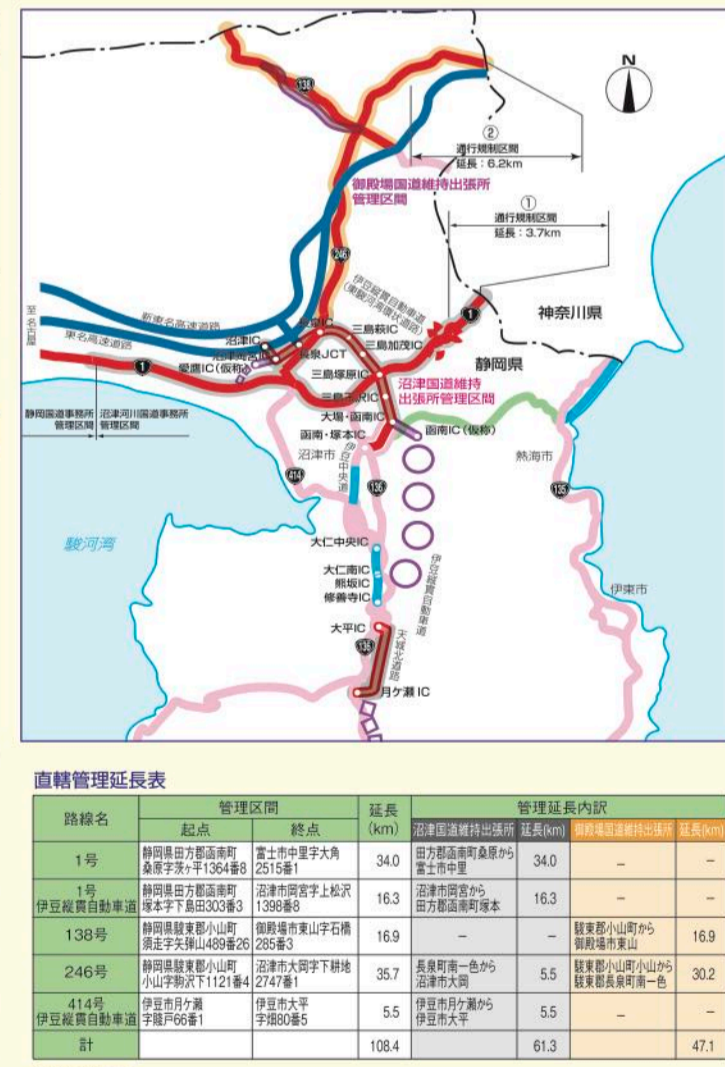 N
138
②
通行規制区間
延長：6.2km
御殿場国道維持出張所
管理区間
①
通行規制区間
延長：3.7km
246
伊豆縦貫自動車道
(東駿河湾環状道路)
1
神奈川県
至 名古屋
新東名高速道路
東名高速道路
沼津IC
沼津岡宮IC
長泉IC
愛鷹IC(仮称)
長泉JCT
三島萩IC
三島加茂IC
静岡県
1
三島塚原IC
沼津国道維持
出張所管理区間
三島玉沢IC
静岡国道事務所
管理区間
沼津河川国道事務所
管理区間
大場・函南IC
函南IC(仮称)
函南・塚本IC
沼津市
熱海市
414
伊豆中央道
136
135
駿河湾
大仁中央IC
大仁南IC
熊坂IC
修善寺IC
伊豆縦貫自動車道
伊東市
大平IC
天城北道路
136
月ケ瀬 IC
直轄管理延長表
路線名 管理区間 延長(km) 管理延長内訳
起点 終点 沼津国道維持出張所 延長(km) 御殿場国道維持出張所 延長(km)
1号 静岡県田方郡函南町 富士市中里字大角 34.0 田方郡函南町桑原から 34.0 − −
桑原字茨ヶ平1364番8 2515番1 富士市中里
1号 静岡県田方郡函南町 沼津市岡宮字上松沢 16.3 沼津市岡宮から 16.3 − −
伊豆縦貫自動車道 塚本字下島田303番3 1398番8 田方郡函南町塚本
138号 静岡県駿東郡小山町 御殿場市東山字石橋 16.9 − − 駿東郡小山町から 16.9
須走字矢弾山489番26 285番3 御殿場市東山
246号 静岡県駿東郡小山町 沼津市大岡字下耕地 35.7 長泉町南一色から 5.5 駿東郡小山町小山から 30.2
小山字駒沢下1121番4 2747番1 沼津市大岡 駿東郡長泉町南一色
414号 伊豆市月ケ瀬 伊豆市大平 5.5 伊豆市月ケ瀬から 5.5 − −
伊豆縦貫自動車道 66番1 字畑80番5 伊豆市大平
計 108.4 61.3 47.1